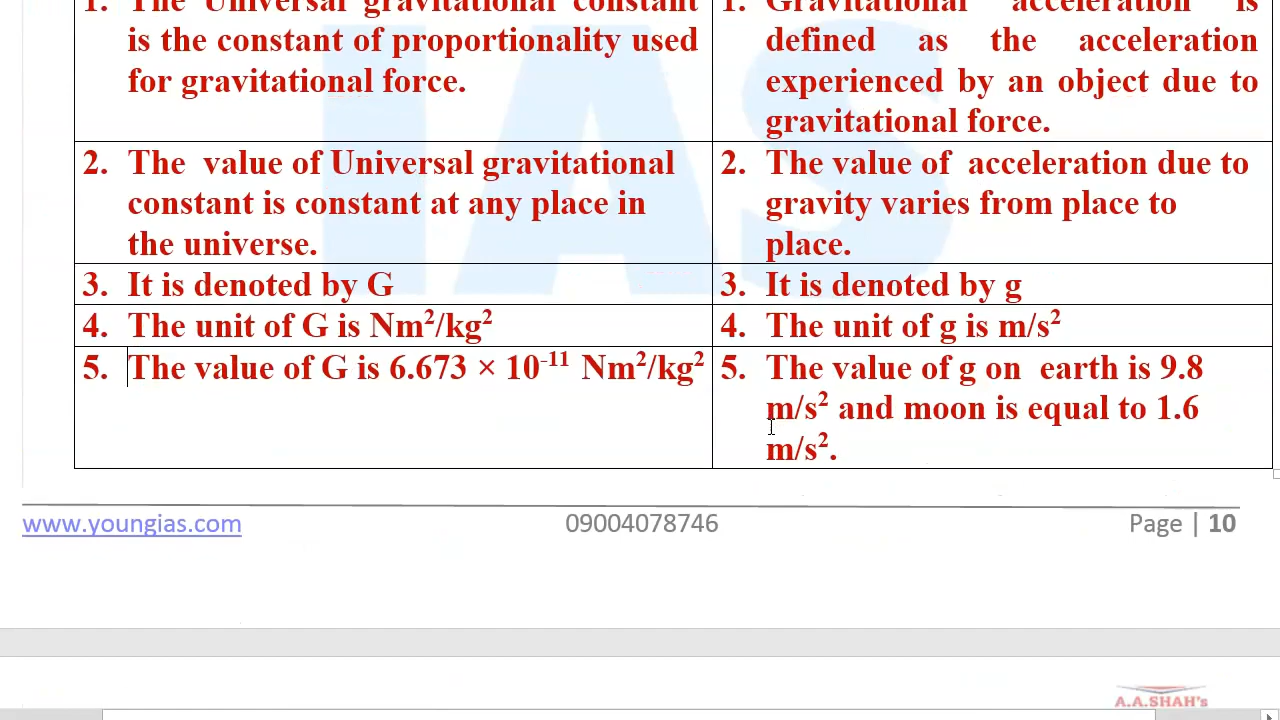 1. The Universal gravitational constant
is the constant of proportionality used
for gravitational force.
1. Gravitational acceleration is
defined as the acceleration
experienced by an object due to
gravitational force.
2. The value of Universal gravitational
constant is constant at any place in
the universe.
2. The value of acceleration due to
gravity varies from place to
place.
3. It is denoted by G
3. It is denoted by g
4. The unit of G is Nm²/kg²
4. The unit of g is m/s²
5. The value of G is 6.673 × 10⁻¹¹ Nm²/kg²
5. The value of g on earth is 9.8
m/s² and moon is equal to 1.6
m/s².
IAS
www.youngias.com 09004078746 Page | 10
A.A.SHAH's